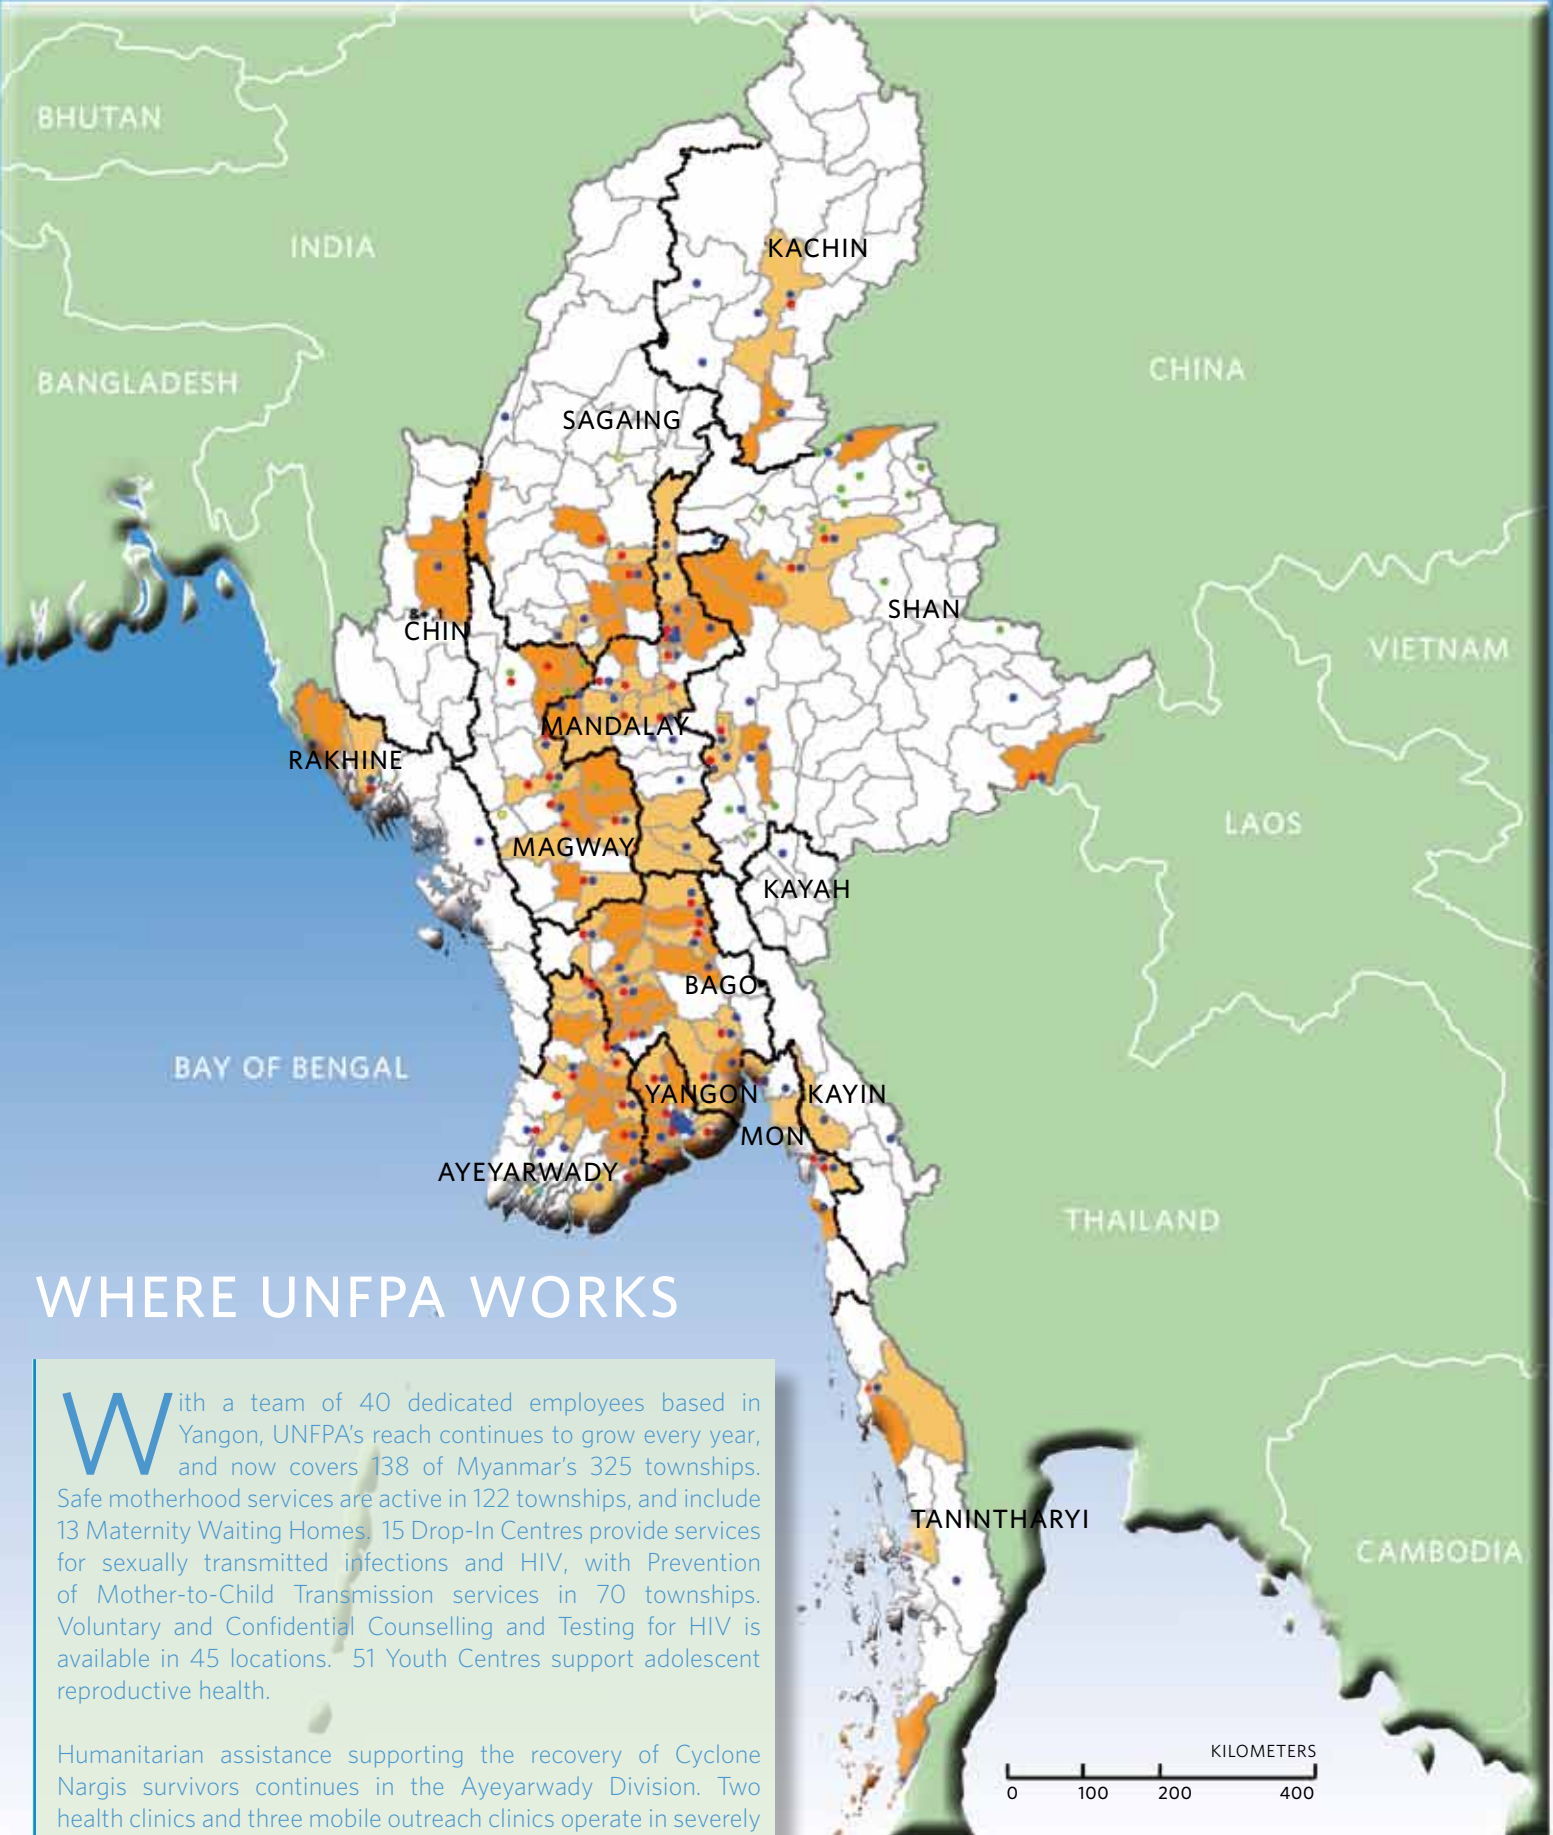 BHUTAN
INDIA
KACHIN
BANGLADESH
CHINA
SAGAING
SHAN
CHIN
VIETNAM
MANDALAY
RAKHINE
LAOS
MAGWAY
KAYAH
BAGO
BAY OF BENGAL
YANGON
KAYIN
MON
AYEYARWADY
THAILAND
WHERE UNFPA WORKS
With a team of 40 dedicated employees based in
Yangon, UNFPA's reach continues to grow every year,
and now covers 138 of Myanmar's 325 townships.
Safe motherhood services are active in 122 townships, and include
13 Maternity Waiting Homes. 15 Drop-In Centres provide services
for sexually transmitted infections and HIV, with Prevention
of Mother-to-Child Transmission services in 70 townships.
Voluntary and Confidential Counselling and Testing for HIV is
available in 45 locations. 51 Youth Centres support adolescent
reproductive health.
Humanitarian assistance supporting the recovery of Cyclone
Nargis survivors continues in the Ayeyarwady Division. Two
health clinics and three mobile outreach clinics operate in severely
TANINTHARYI
CAMBODIA
KILOMETERS
0 100 200 400